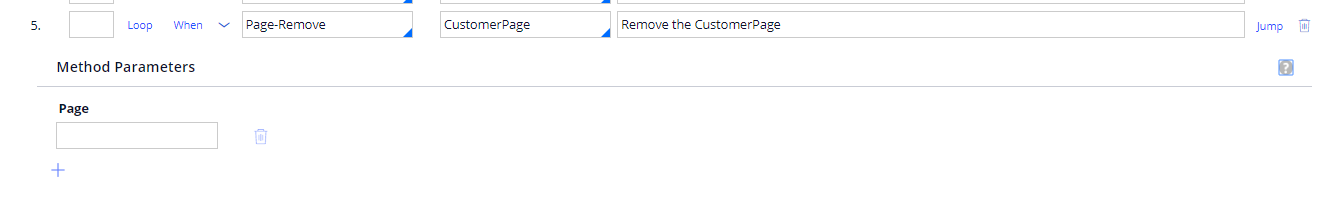 5. Loop When Page-Remove CustomerPage Remove the CustomerPage Jump
Method Parameters ?
Page